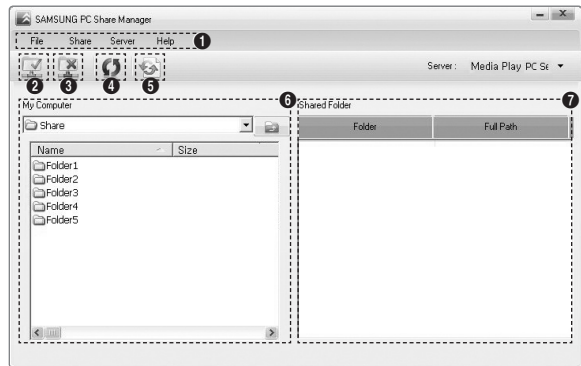 SAMSUNG PC Share Manager
File Share Server Help 1
2 3 4 5
Server : Media Play PC Se
My Computer 6 Shared Folder 7
Share
Folder Full Path
Name Size
Folder1
Folder2
Folder3
Folder4
Folder5